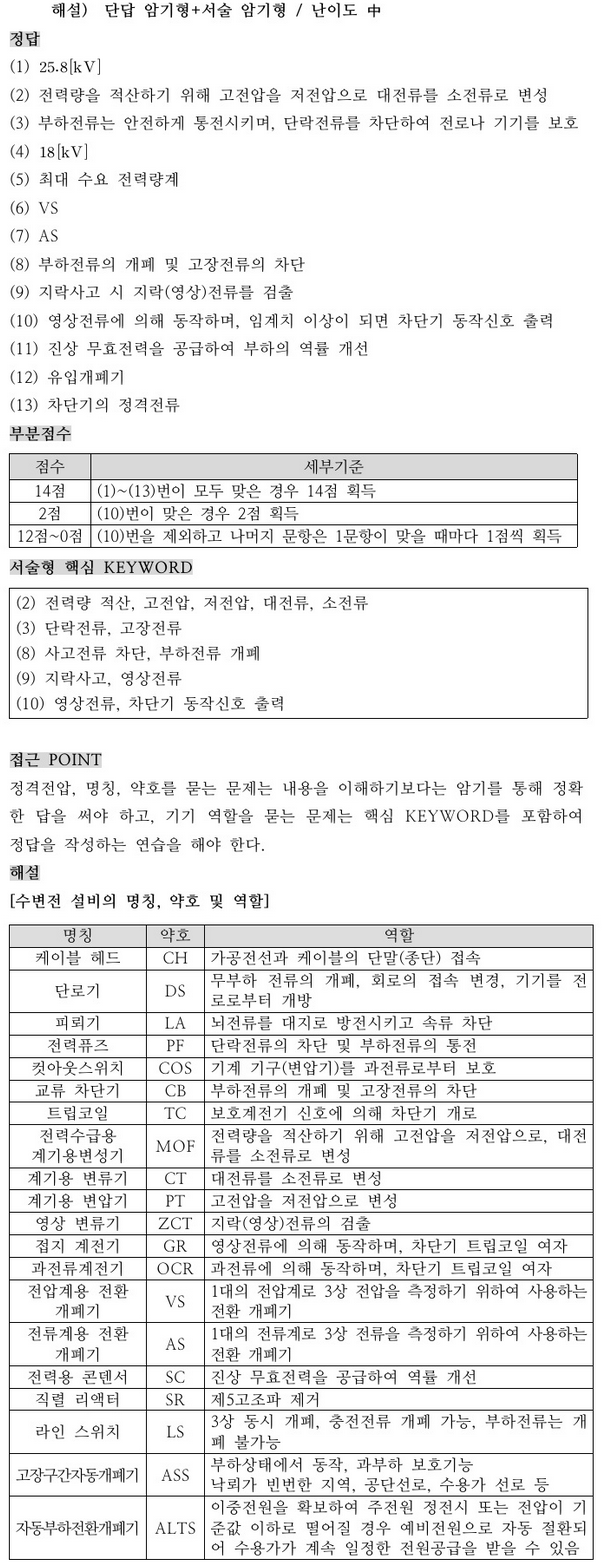 해설) 단답 암기형+서술 암기형 / 난이도 中
정답
(1) 25.8[kV]
(2) 전력량을 적산하기 위해 고전압을 저전압으로 대전류를 소전류로 변성
(3) 부하전류는 안전하게 통전시키며, 단락전류를 차단하여 전로나 기기를 보호
(4) 18[kV]
(5) 최대 수요 전력량계
(6) VS
(7) AS
(8) 부하전류의 개폐 및 고장전류의 차단
(9) 지락사고 시 지락(영상)전류를 검출
(10) 영상전류에 의해 동작하며, 임계치 이상이 되면 차단기 동작신호 출력
(11) 진상 무효전력을 공급하여 부하의 역률 개선
(12) 유입개폐기
(13) 차단기의 정격전류
부분점수
점수 세부기준
14점 (1)~(13)번이 모두 맞은 경우 14점 획득
2점 (10)번이 맞은 경우 2점 획득
12점~0점 (10)번을 제외하고 나머지 문항은 1문항이 맞을 때마다 1점씩 획득
서술형 핵심 KEYWORD
(2) 전력량 적산, 고전압, 저전압, 대전류, 소전류
(3) 단락전류, 고장전류
(8) 사고전류 차단, 부하전류 개폐
(9) 지락사고, 영상전류
(10) 영상전류, 차단기 동작신호 출력
접근 POINT
정격전압, 명칭, 약호를 묻는 문제는 내용을 이해하기보다는 암기를 통해 정확
한 답을 써야 하고, 기기 역할을 묻는 문제는 핵심 KEYWORD를 포함하여
정답을 작성하는 연습을 해야 한다.
해설
[수변전 설비의 명칭, 약호 및 역할]
명칭 약호 역할
케이블 헤드 CH 가공전선과 케이블의 단말(종단) 접속
단로기 DS 무부하 전류의 개폐, 회로의 접속 변경, 기기를 전
로로부터 개방
피뢰기 LA 뇌전류를 대지로 방전시키고 속류 차단
전력퓨즈 PF 단락전류의 차단 및 부하전류의 통전
컷아웃스위치 COS 기계 기구(변압기)를 과전류로부터 보호
교류 차단기 CB 부하전류의 개폐 및 고장전류의 차단
트립코일 TC 보호계전기 신호에 의해 차단기 개로
전력수급용
계기용변성기 MOF 전력량을 적산하기 위해 고전압을 저전압으로, 대전
류를 소전류로 변성
계기용 변류기 CT 대전류를 소전류로 변성
계기용 변압기 PT 고전압을 저전압으로 변성
영상 변류기 ZCT 지락(영상)전류의 검출
접지 계전기 GR 영상전류에 의해 동작하며, 차단기 트립코일 여자
과전류계전기 OCR 과전류에 의해 동작하며, 차단기 트립코일 여자
전압계용 전환
개폐기 VS 1대의 전압계로 3상 전압을 측정하기 위하여 사용하는
전환 개폐기
전류계용 전환
개폐기 AS 1대의 전류계로 3상 전류를 측정하기 위하여 사용하는
전환 개폐기
전력용 콘덴서 SC 진상 무효전력을 공급하여 역률 개선
직렬 리액터 SR 제5고조파 제거
라인 스위치 LS 3상 동시 개폐, 충전전류 개폐 가능, 부하전류는 개
폐 불가능
고장구간자동개폐기 ASS 부하상태에서 동작, 과부하 보호기능
낙뢰가 빈번한 지역, 공단선로, 수용가 선로 등
자동부하전환개폐기 ALTS 이중전원을 확보하여 주전원 정전시 또는 전압이 기
준값 이하로 떨어질 경우 예비전원으로 자동 절환되
어 수용가가 계속 일정한 전원공급을 받을 수 있음